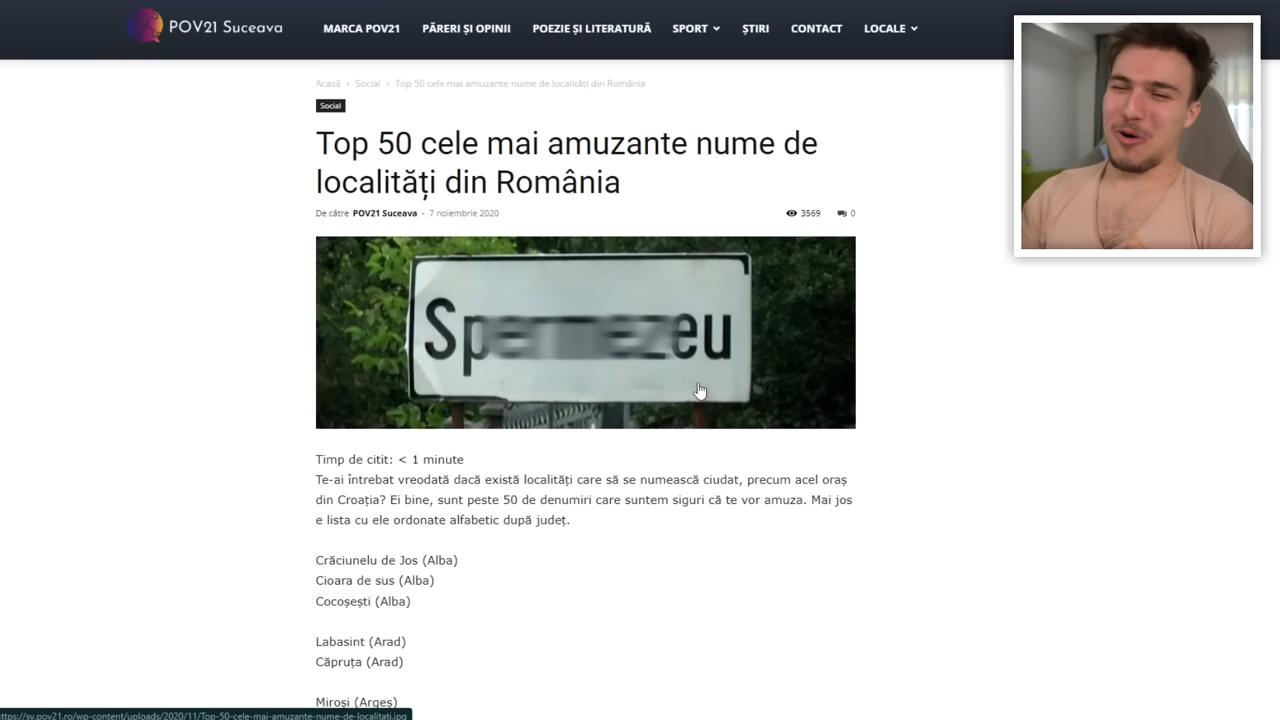 POV21 Suceava
MARCA POV21 PĂRERI ȘI OPINII POEZIE ȘI LITERATURĂ SPORT ȘTIRI CONTACT LOCALE
Acasă › Social › Top 50 cele mai amuzante nume de localități din România
Social
Top 50 cele mai amuzante nume de
localități din România
De către POV21 Suceava - 7 noiembrie 2020 3569 0
Timp de citit: < 1 minute
Te-ai întrebat vreodată dacă există localități care să se numească ciudat, precum acel oraș
din Croația? Ei bine, sunt peste 50 de denumiri care suntem siguri că te vor amuza. Mai jos
e lista cu ele ordonate alfabetic după județ.
Crăciunelu de Jos (Alba)
Cioara de sus (Alba)
Cocoșești (Alba)
Labasint (Arad)
Căpruța (Arad)
Miroși (Argeș)
https://sv.pov21.ro/wp-content/uploads/2020/11/Top-50-cele-mai-amuzante-nume-de-localitati.jpg